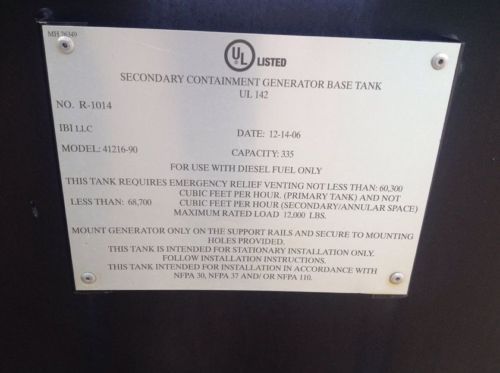 MH 26349
UL LISTED
SECONDARY CONTAINMENT GENERATOR BASE TANK
UL 142
NO. R-1014
IBI LLC
DATE: 12-14-06
MODEL: 41216-90
CAPACITY: 335
FOR USE WITH DIESEL FUEL ONLY
THIS TANK REQUIRES EMERGENCY RELIEF VENTING NOT LESS THAN: 60,300
CUBIC FEET PER HOUR. (PRIMARY TANK) AND NOT
LESS THAN: 68,700 CUBIC FEET PER HOUR (SECONDARY/ANNULAR SPACE)
MAXIMUM RATED LOAD 12,000 LBS.
MOUNT GENERATOR ONLY ON THE SUPPORT RAILS AND SECURE TO MOUNTING
HOLES PROVIDED.
THIS TANK IS INTENDED FOR STATIONARY INSTALLATION ONLY.
FOLLOW INSTALLATION INSTRUCTIONS.
THIS TANK INTENDED FOR INSTALLATION IN ACCORDANCE WITH
NFPA 30, NFPA 37 AND/ OR NFPA 110.